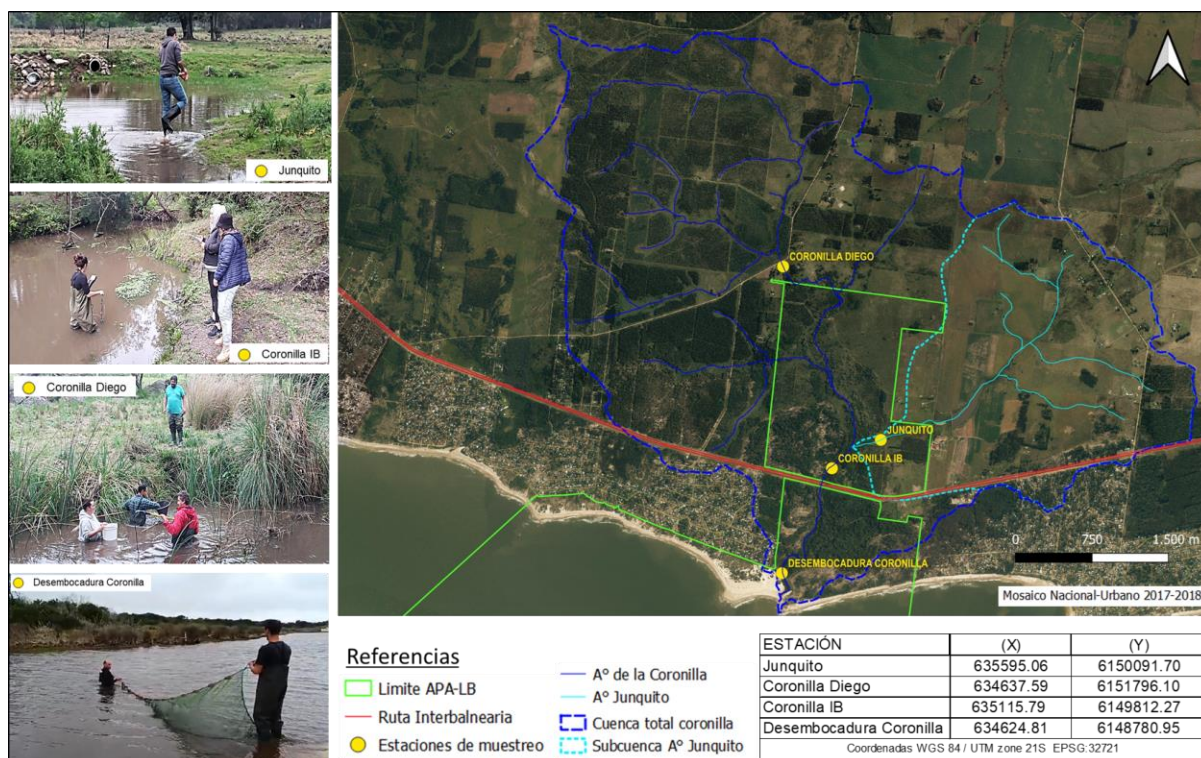 Junquito
Coronilla IB
Coronilla Diego
Desembocadura Coronilla
CORONILLA DIEGO
JUNQUITO
CORONILLA IB
DESEMBOCADURA CORONILLA
0 750 1.500 m
Mosaico Nacional-Urbano 2017-2018
Referencias
Limite APA-LB
Ruta Interbalnearia
Estaciones de muestreo
A° de la Coronilla
A° Junquito
Cuenca total coronilla
Subcuenca A° Junquito
ESTACIÓN (X) (Y)
Junquito 635595.06 6150091.70
Coronilla Diego 634637.59 6151796.10
Coronilla IB 635115.79 6149812.27
Desembocadura Coronilla 634624.81 6148780.95
Coordenadas WGS 84 / UTM zone 21S EPSG:32721